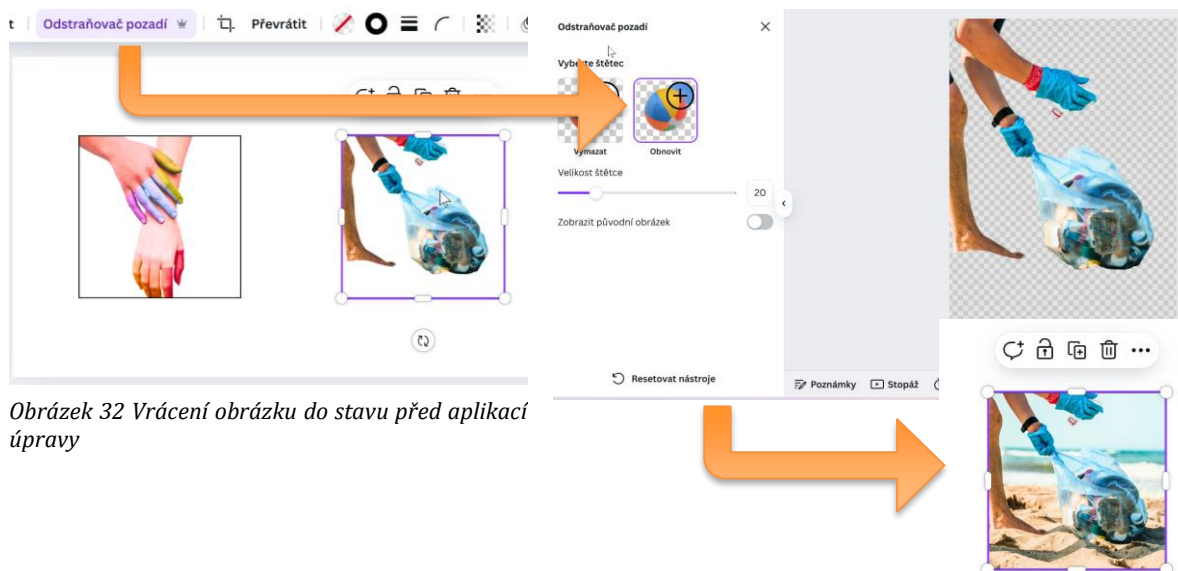 t
Odstraňovač pozadí
Převrátit
Odstraňovač pozadí
Vyberte štětec
Vymazat
Obnovit
Velikost štětce
20
Zobrazit původní obrázek
Resetovat nástroje
Poznámky
Stopáž
Obrázek 32 Vrácení obrázku do stavu před aplikací
úpravy